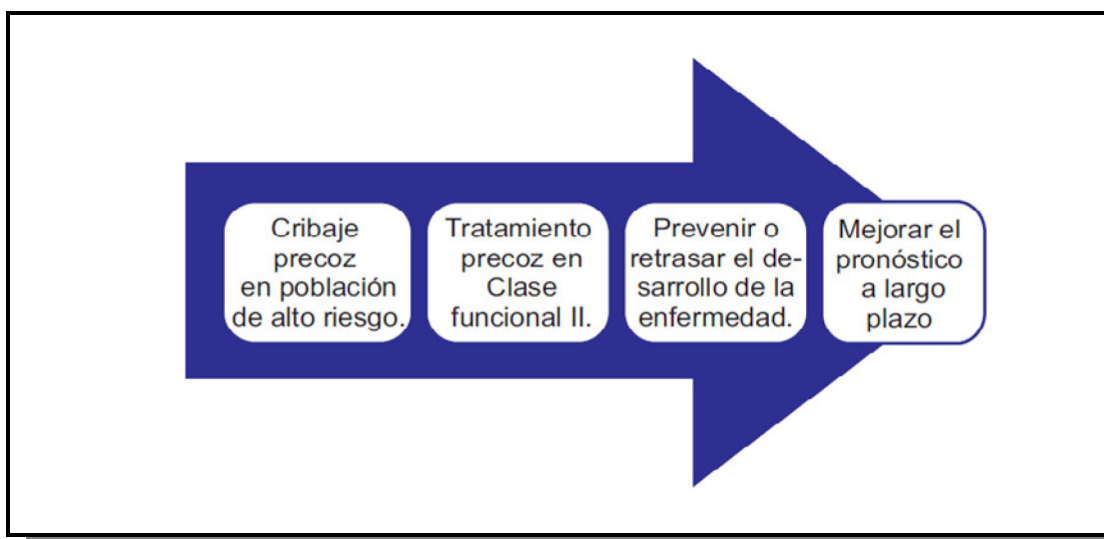 Cribaje
precoz
en población
de alto riesgo.
Tratamiento
precoz en
Clase
funcional II.
Prevenir o
retrasar el de-
sarrollo de la
enfermedad.
Mejorar el
pronóstico
a largo
plazo